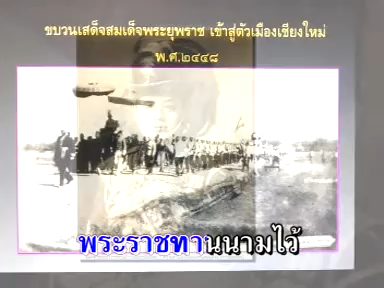 ขบวนเสด็จสมเด็จพระยุพราช เข้าสู่ตัวเมืองเชียงใหม่
พ.ศ.๒๔๔๘
พระราชทานนามไว้